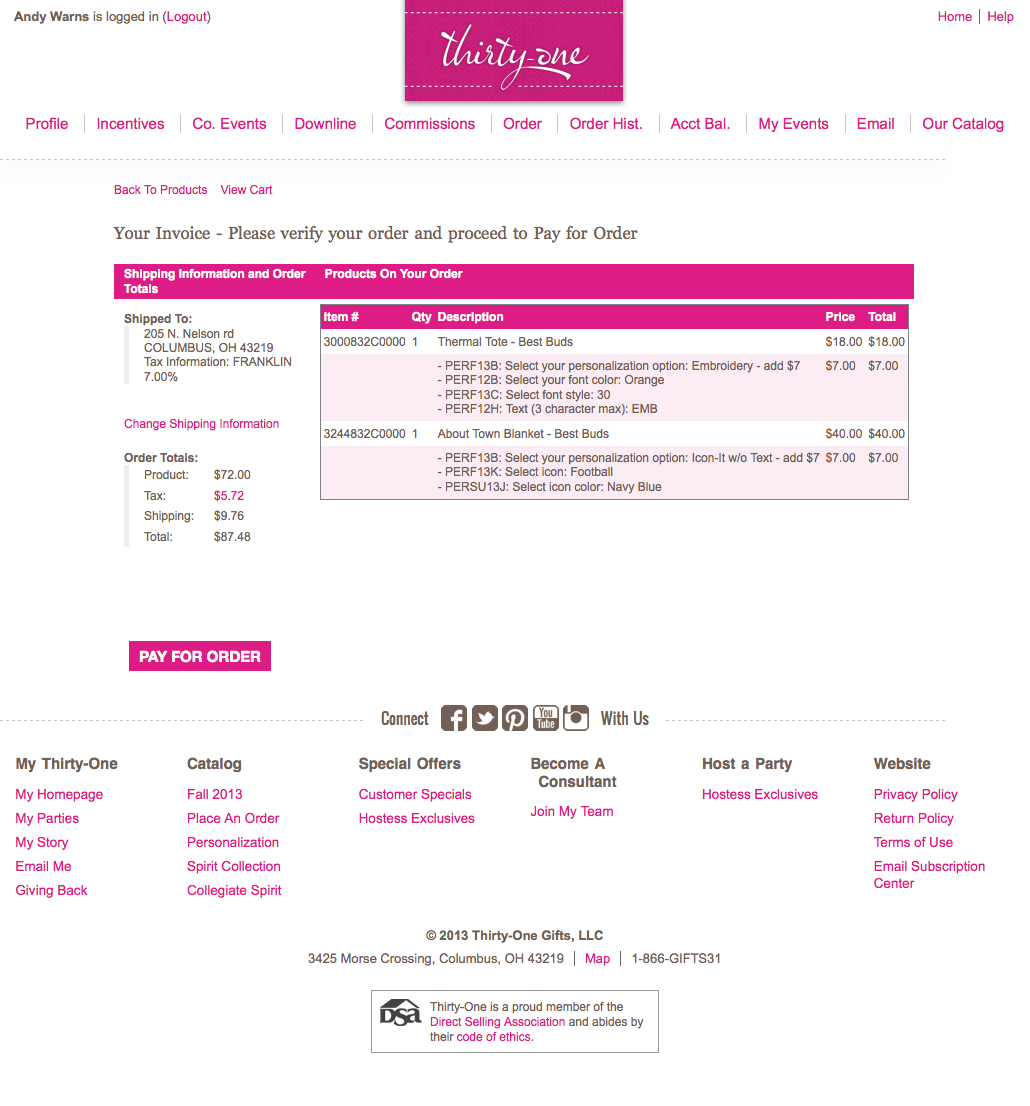 Andy Warns is logged in (Logout)
Home | Help
thirty-one
Profile | Incentives | Co. Events | Downline | Commissions | Order | Order Hist. | Acct Bal. | My Events | Email | Our Catalog
Back To Products View Cart
Your Invoice - Please verify your order and proceed to Pay for Order
Shipping Information and Order
Totals
Products On Your Order
Shipped To:
205 N. Nelson rd
COLUMBUS, OH 43219
Tax Information: FRANKLIN
7.00%
Change Shipping Information
Order Totals:
Product: $72.00
Tax: $5.72
Shipping: $9.76
Total: $87.48
Item # Qty Description Price Total
3000832C0000 1 Thermal Tote - Best Buds $18.00 $18.00
- PERF13B: Select your personalization option: Embroidery - add $7 $7.00 $7.00
- PERF12B: Select your font color: Orange
- PERF13C: Select font style: 30
- PERF12H: Text (3 character max): EMB
3244832C0000 1 About Town Blanket - Best Buds $40.00 $40.00
- PERF13B: Select your personalization option: Icon-It w/o Text - add $7 $7.00 $7.00
- PERF13K: Select icon: Football
- PERSU13J: Select icon color: Navy Blue
PAY FOR ORDER
Connect You Tube With Us
My Thirty-One
My Homepage
My Parties
My Story
Email Me
Giving Back
Catalog
Fall 2013
Place An Order
Personalization
Spirit Collection
Collegiate Spirit
Special Offers
Customer Specials
Hostess Exclusives
Become A
Consultant
Join My Team
Host a Party
Hostess Exclusives
Website
Privacy Policy
Return Policy
Terms of Use
Email Subscription
Center
© 2013 Thirty-One Gifts, LLC
3425 Morse Crossing, Columbus, OH 43219 | Map | 1-866-GIFTS31
DSA
Thirty-One is a proud member of the
Direct Selling Association and abides by
their code of ethics.